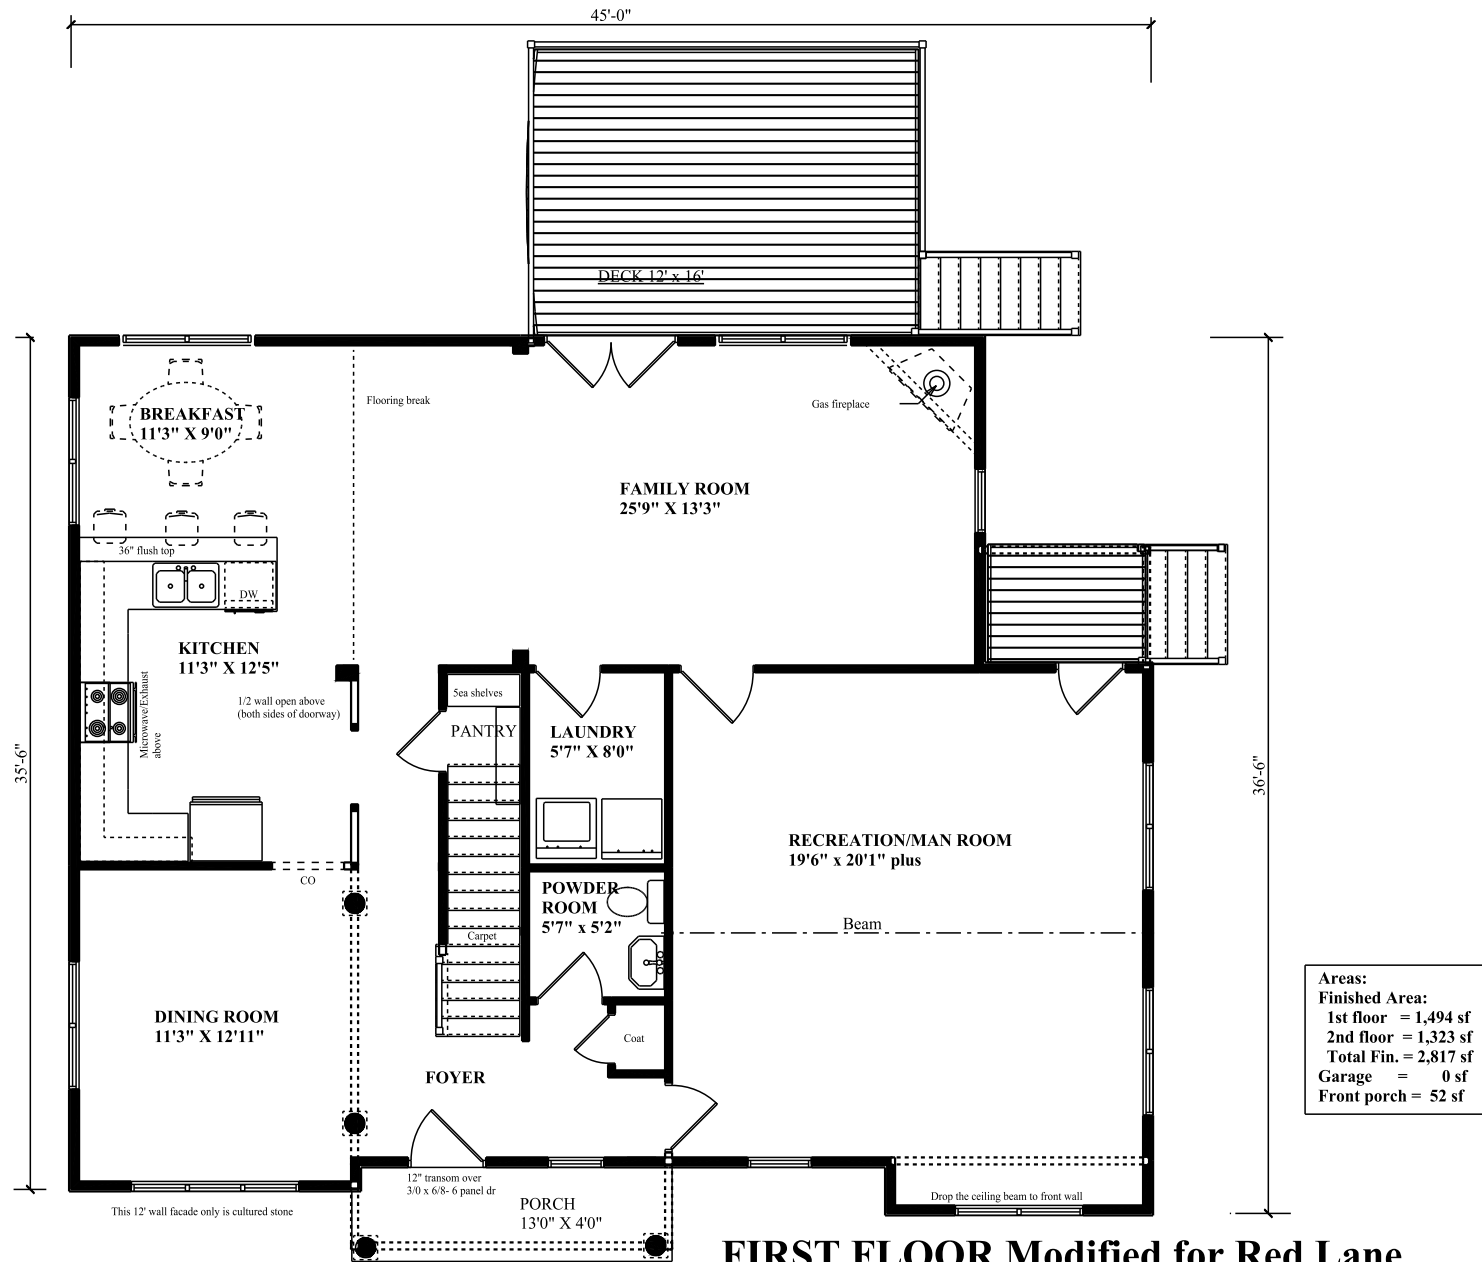 45'-0"
DECK 12' x 16'
Flooring break
Gas fireplace
BREAKFAST
11'3" X 9'0"
FAMILY ROOM
25'9" X 13'3"
36" flush top
DW
KITCHEN
11'3" X 12'5"
Microwave/Exhaust
above
1/2 wall open above
(both sides of doorway)
5ea shelves
PANTRY
LAUNDRY
5'7" X 8'0"
35'-6"
36'-6"
RECREATION/MAN ROOM
19'6" x 20'1" plus
CO
POWDER
ROOM
5'7" x 5'2"
Carpet
Beam
DINING ROOM
11'3" X 12'11"
Coat
FOYER
Areas:
Finished Area:
1st floor = 1,494 sf
2nd floor = 1,323 sf
Total Fin. = 2,817 sf
Garage = 0 sf
Front porch = 52 sf
12" transom over
3/0 x 6/8- 6 panel dr
PORCH
13'0" X 4'0"
Drop the ceiling beam to front wall
This 12' wall facade only is cultured stone
FIRST FLOOR Modified for Red Lane